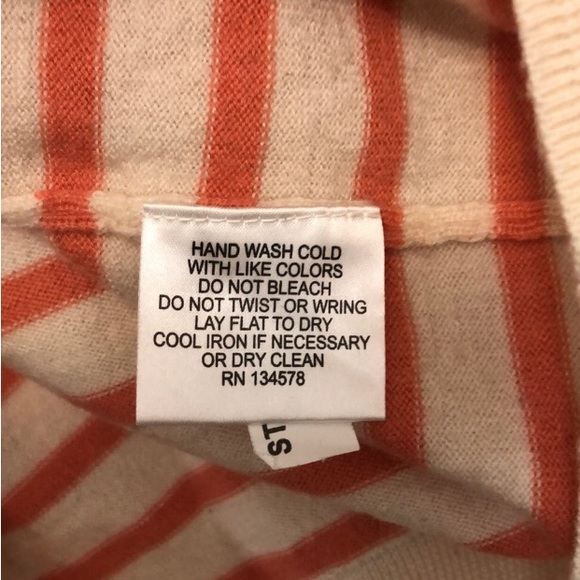 HAND WASH COLD
WITH LIKE COLORS
DO NOT BLEACH
DO NOT TWIST OR WRING
LAY FLAT TO DRY
COOL IRON IF NECESSARY
OR DRY CLEAN
RN 134578
ST